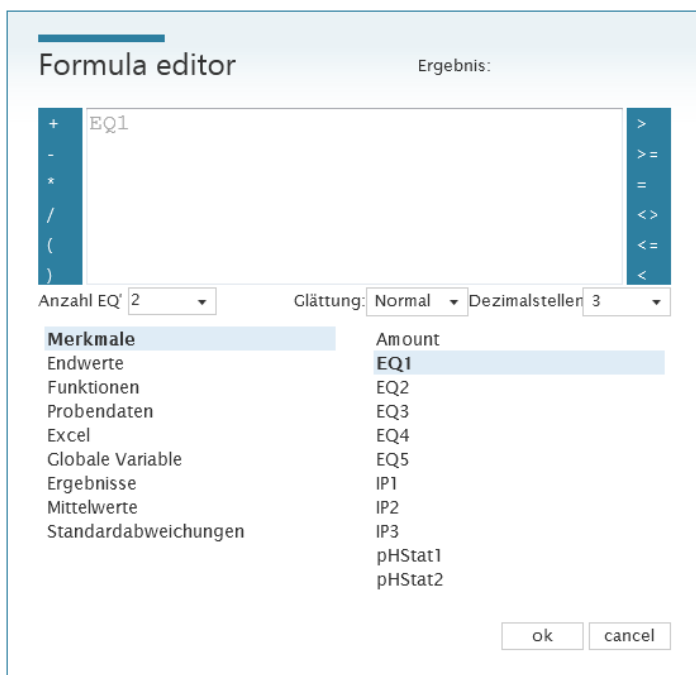 Formula editor
Ergebnis:
+
-
*
/
(
)
EQ1
>
>=
=
<>
<=
<
Anzahl EQ' 2
Glättung: Normal
Dezimalstellen 3
Merkmale
Endwerte
Funktionen
Probendaten
Excel
Globale Variable
Ergebnisse
Mittelwerte
Standardabweichungen
Amount
EQ1
EQ2
EQ3
EQ4
EQ5
IP1
IP2
IP3
pHStat1
pHStat2
ok
cancel